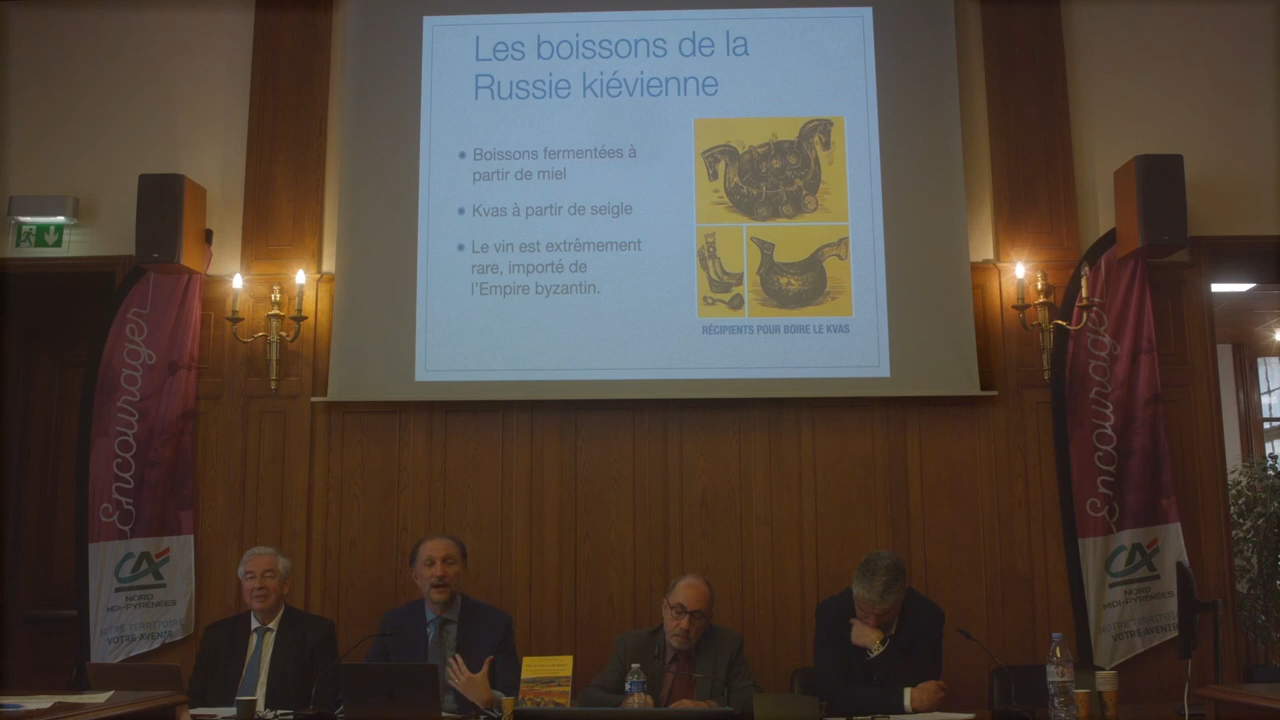 Les boissons de la
Russie kiévienne
• Boissons fermentées à
partir de miel
• Kvas à partir de seigle
• Le vin est extrêmement
rare, importé de
l'Empire byzantin.
RÉCIPIENTS POUR BOIRE LE KVAS
Encourager
CA
NORD
MIDI-PYRÉNÉES
NOTRE TERRITOIRE
VOTRE AVENIR
Encourager
CA
NORD
MIDI-PYRÉNÉES
VOTRE AVENIR